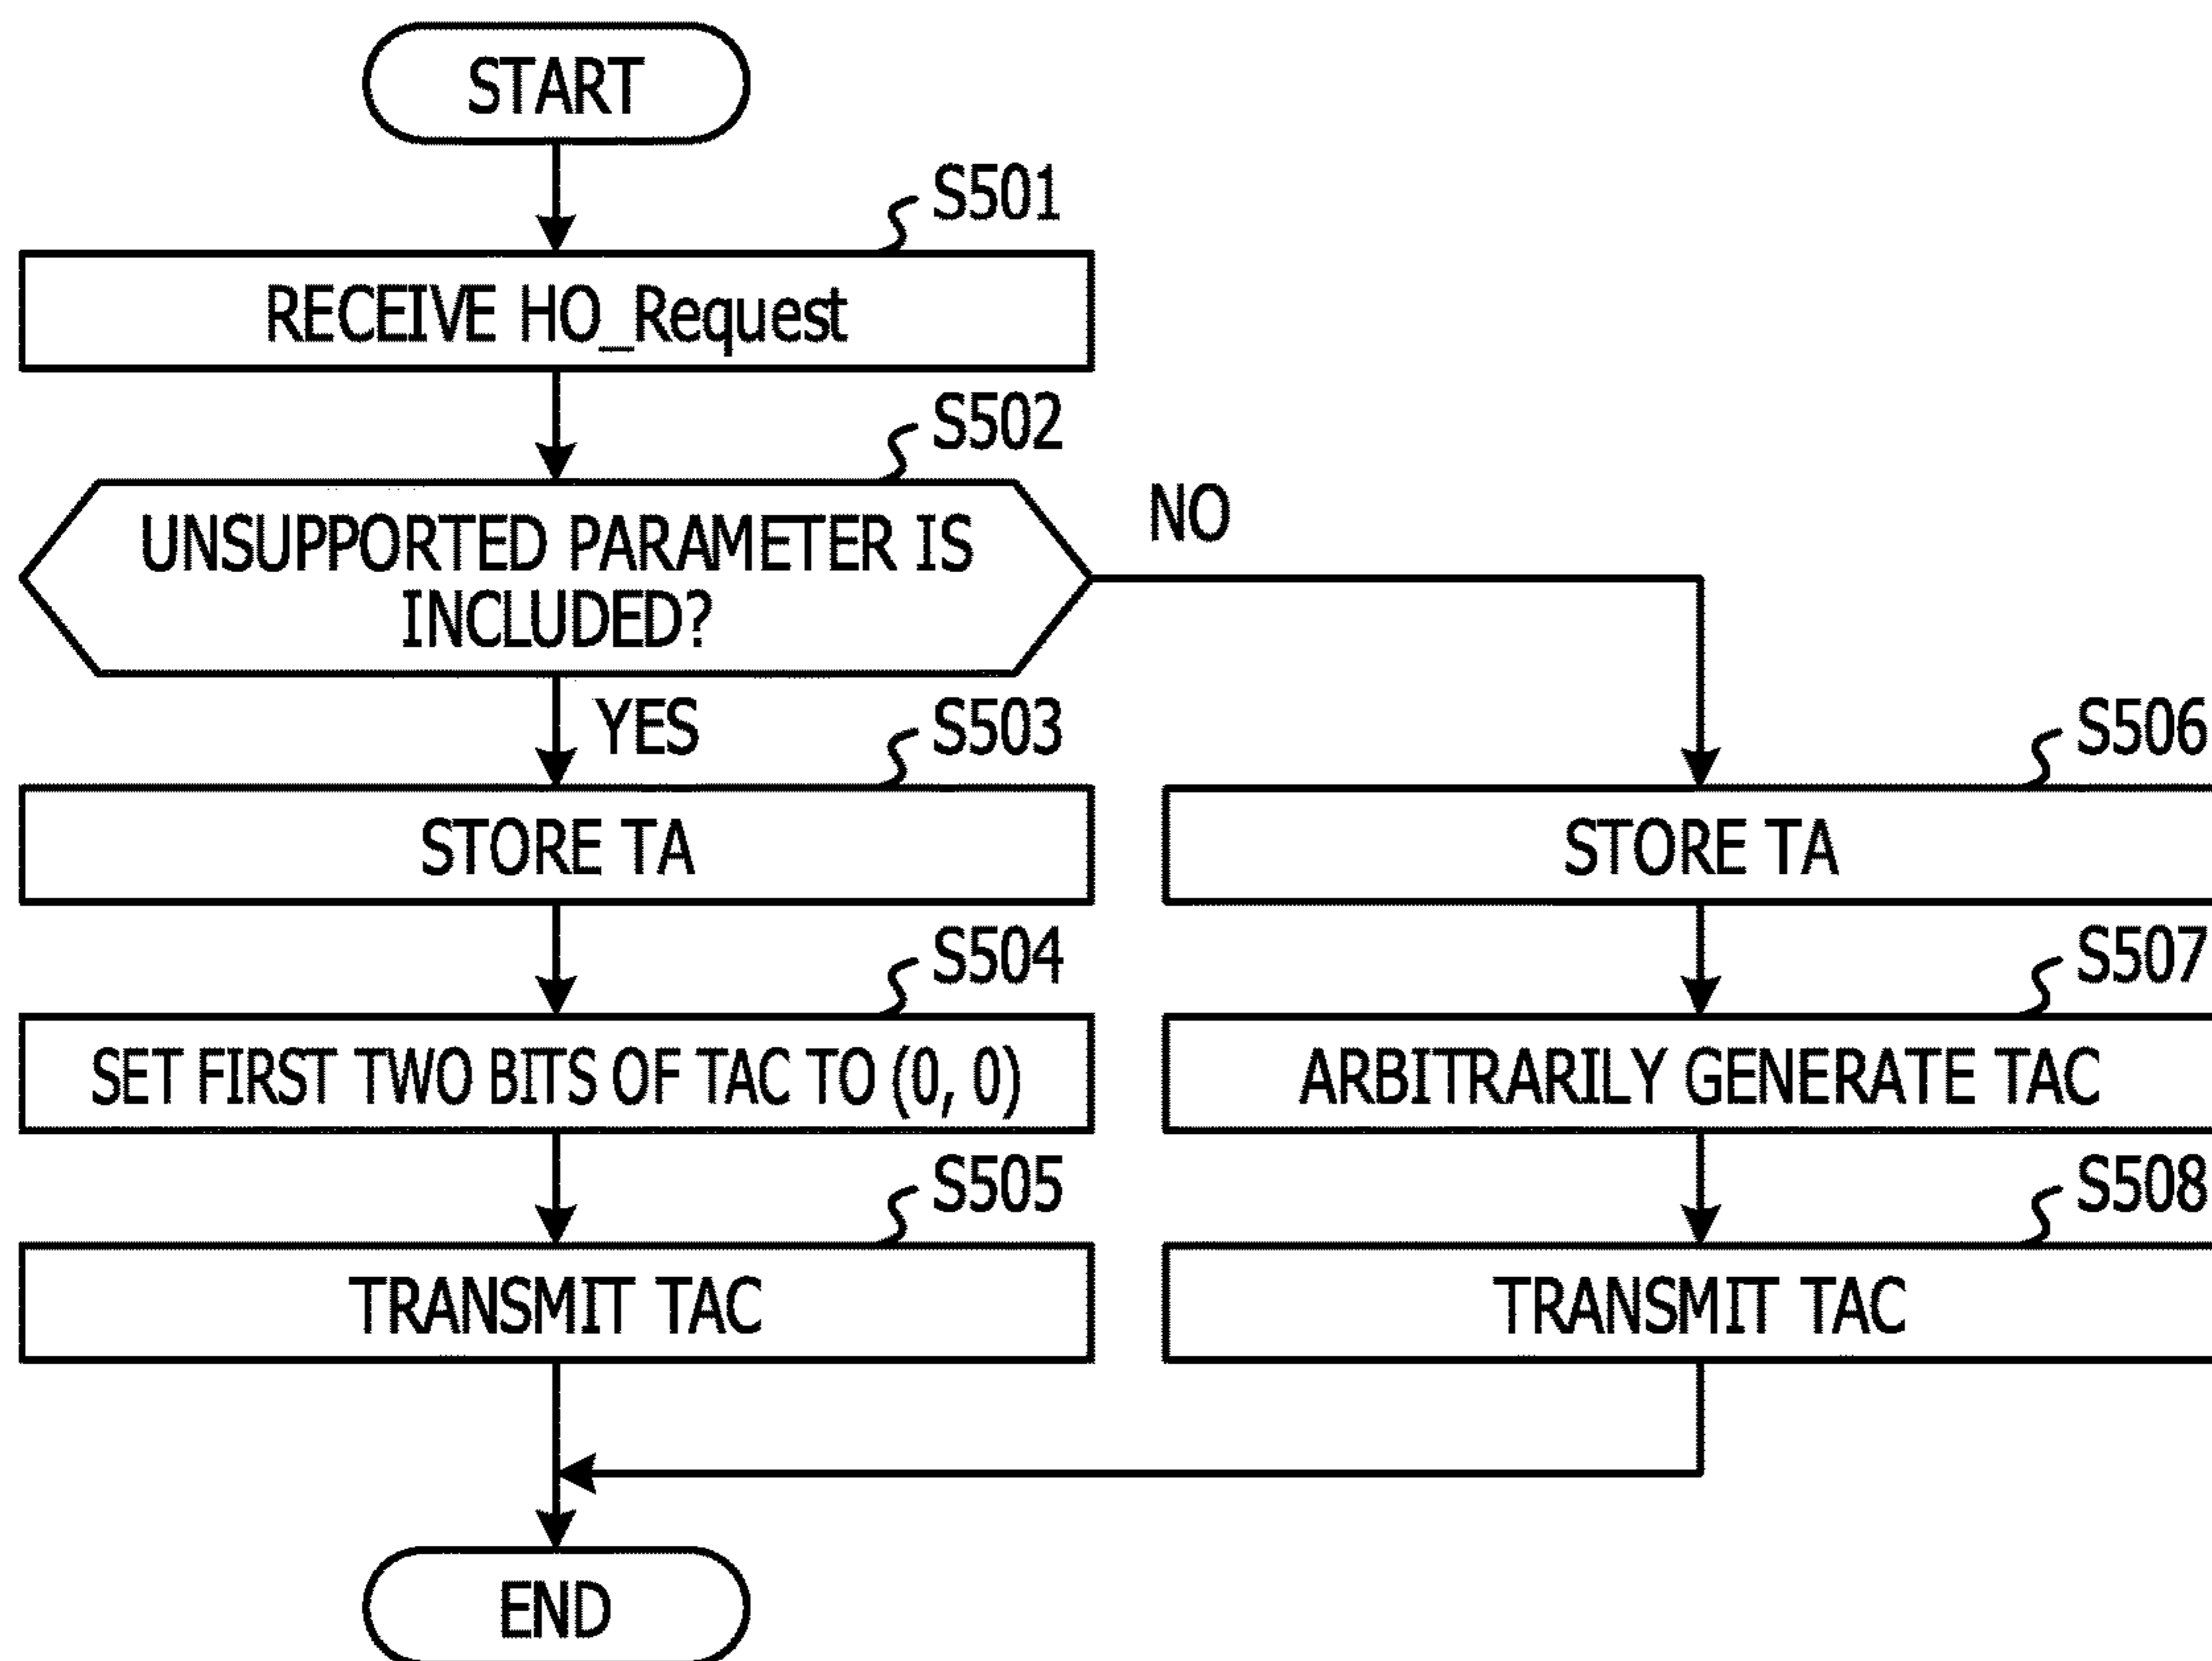 START
S501
RECEIVE HO_Request
S502
UNSUPPORTED PARAMETER IS
INCLUDED?
NO
YES
S503
STORE TA
S504
SET FIRST TWO BITS OF TAC TO (0, 0)
S505
TRANSMIT TAC
S506
STORE TA
S507
ARBITRARILY GENERATE TAC
S508
TRANSMIT TAC
END